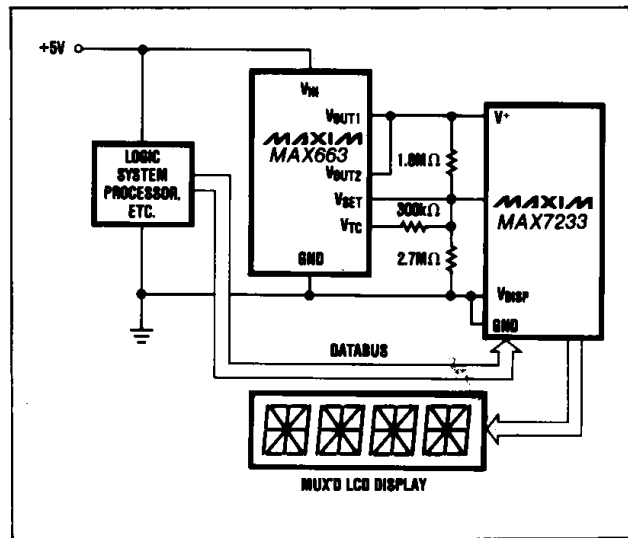 +5V
VIN
VOUT1
MAXIM
MAX663
VOUT2
VSET
VTC
GND
LOGIC
SYSTEM
PROCESSOR,
ETC.
1.8MΩ
300kΩ
2.7MΩ
V+
MAXIM
MAX7233
VDISP
GND
DATABUS
MUX'D LCD DISPLAY